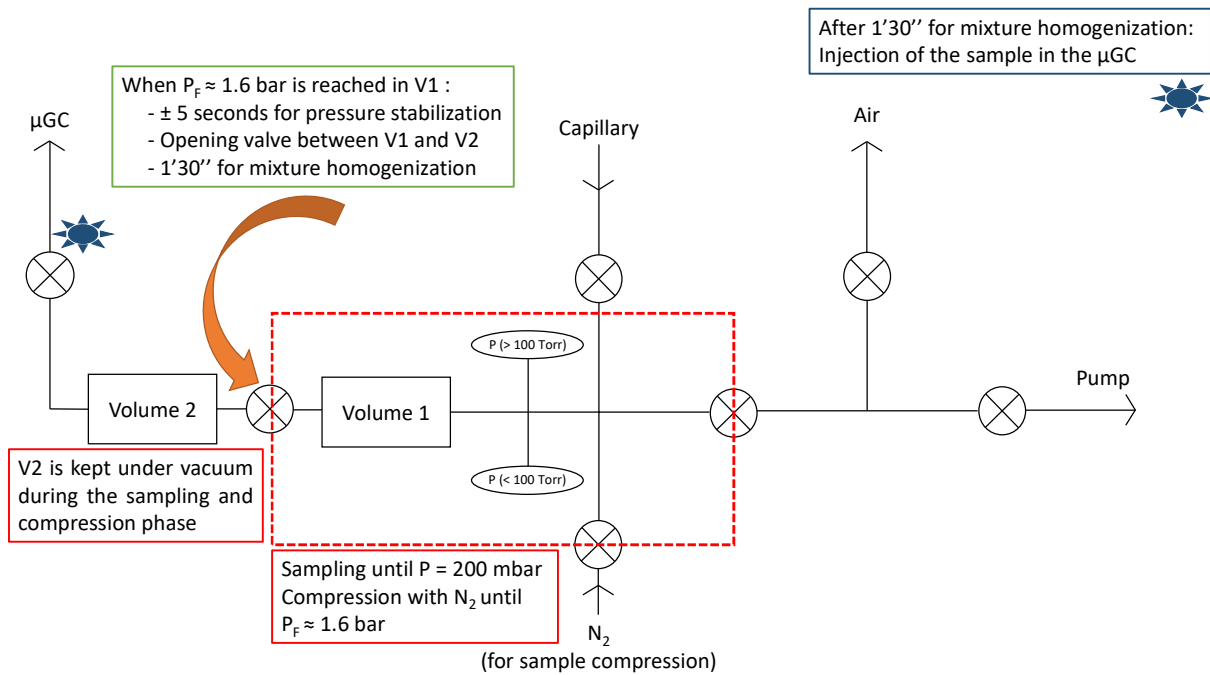 After 1’30’’ for mixture homogenization:
Injection of the sample in the µGC
When P_F ≈ 1.6 bar is reached in V1 :
- ± 5 seconds for pressure stabilization
- Opening valve between V1 and V2
- 1’30’’ for mixture homogenization
µGC
Capillary
Air
P (> 100 Torr)
Pump
Volume 2
Volume 1
P (< 100 Torr)
V2 is kept under vacuum
during the sampling and
compression phase
Sampling until P = 200 mbar
Compression with N₂ until
P_F ≈ 1.6 bar
N₂
(for sample compression)